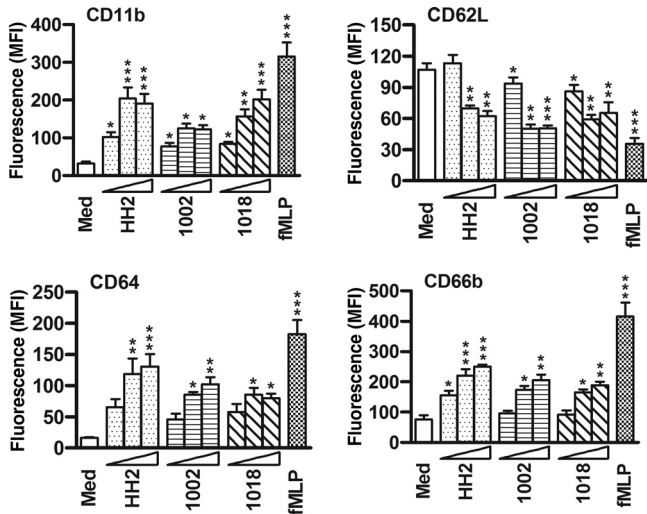 CD11b
Fluorescence (MFI)
400
300
200
100
0
* *** *** * * * * ** *** ***
Med HH2 1002 1018 fMLP
CD62L
Fluorescence (MFI)
150
120
90
60
30
0
** ** * ** ** * ** ** ***
Med HH2 1002 1018 fMLP
CD64
Fluorescence (MFI)
250
200
150
100
50
0
** *** * ** * * ***
Med HH2 1002 1018 fMLP
CD66b
Fluorescence (MFI)
500
400
300
200
100
0
* *** *** * ** * ** ***
Med HH2 1002 1018 fMLP